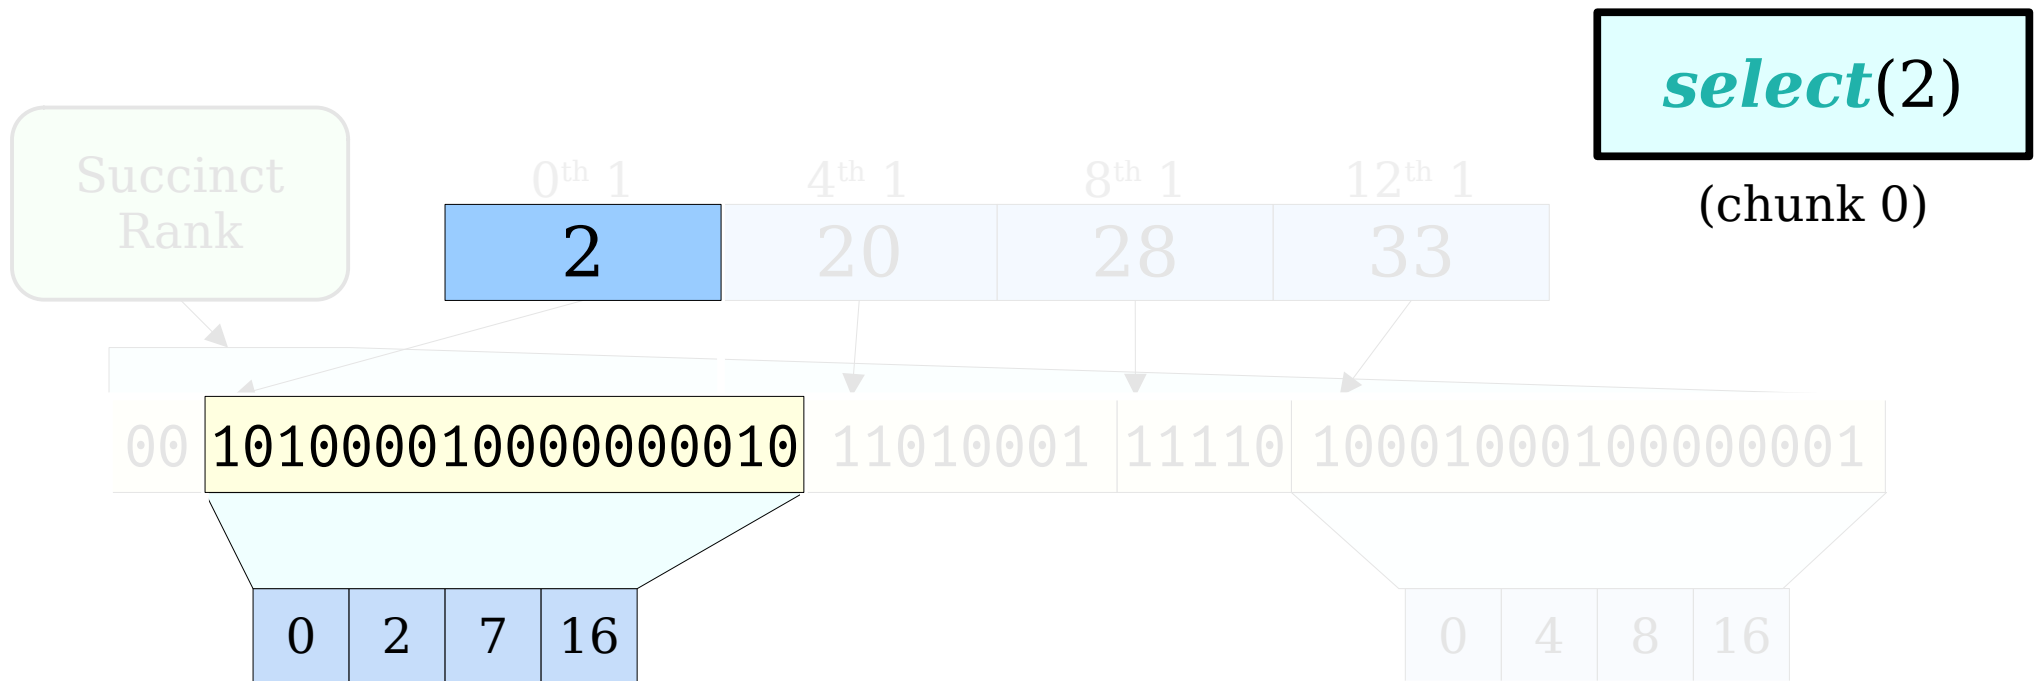 select(2)
(chunk 0)
Succinct
Rank
0th 1 4th 1 8th 1 12th 1
2 20 28 33
00 101000010000000010 11010001 11110 10001000100000001
0 2 7 16 0 4 8 16